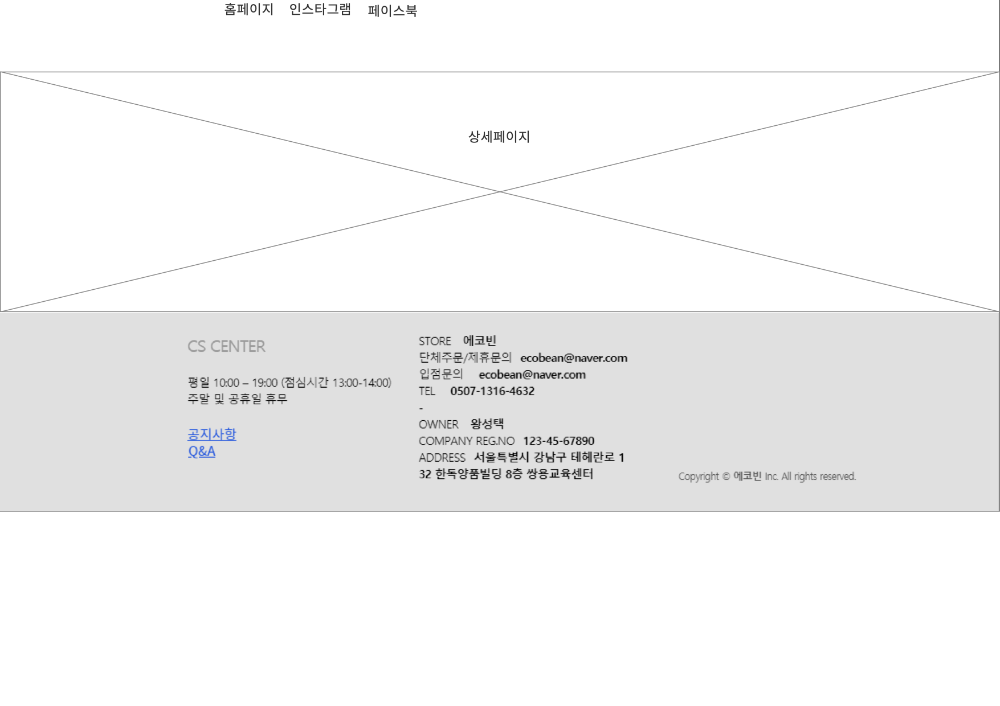 홈페이지 인스타그램 페이스북
상세페이지
CS CENTER
평일 10:00 – 19:00 (점심시간 13:00-14:00)
주말 및 공휴일 휴무
공지사항
Q&A
STORE 에코빈
단체주문/제휴문의 ecobean@naver.com
입점문의 ecobean@naver.com
TEL 0507-1316-4632
-
OWNER 왕성택
COMPANY REG.NO 123-45-67890
ADDRESS 서울특별시 강남구 테헤란로 1
32 한독양품빌딩 8층 쌍용교육센터
Copyright © 에코빈 Inc. All rights reserved.